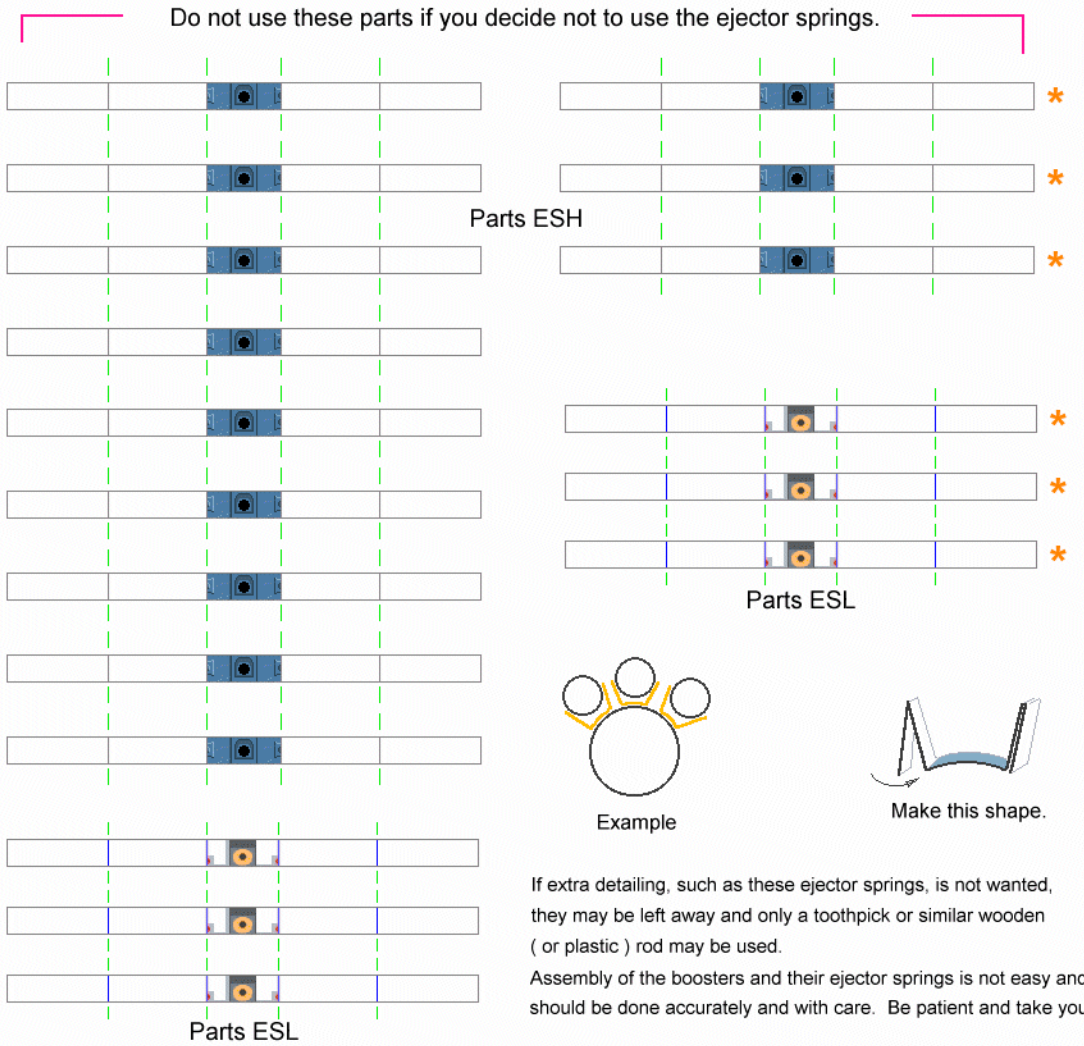 Do not use these parts if you decide not to use the ejector springs.
*
*
Parts ESH
*
*
*
*
Parts ESL
Example
Make this shape.
If extra detailing, such as these ejector springs, is not wanted,
they may be left away and only a toothpick or similar wooden
( or plastic ) rod may be used.
Assembly of the boosters and their ejector springs is not easy and
should be done accurately and with care.  Be patient and take you
Parts ESL